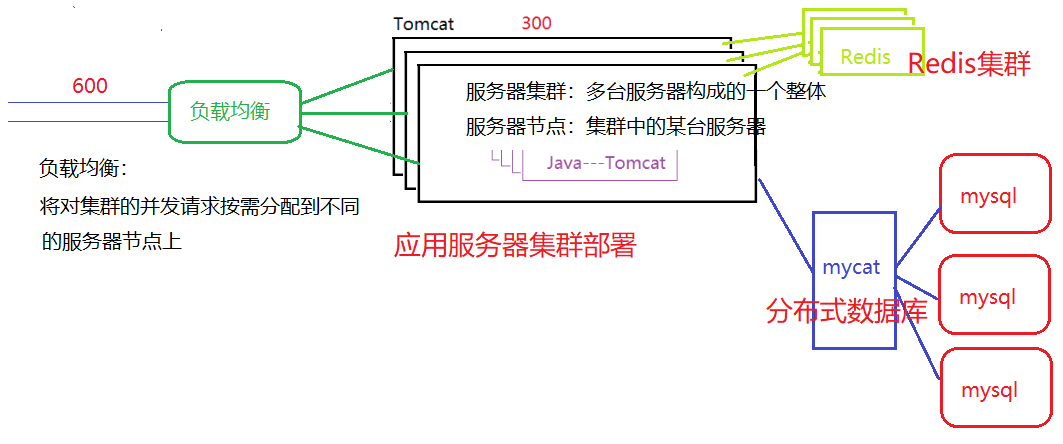 Tomcat 300
600
负载均衡
Redis
Redis集群
服务器集群：多台服务器构成的一个整体
服务器节点：集群中的某台服务器
Java---Tomcat
负载均衡：
将对集群的并发请求按需分配到不同
的服务器节点上
应用服务器集群部署
mycat
分布式数据库
mysql
mysql
mysql